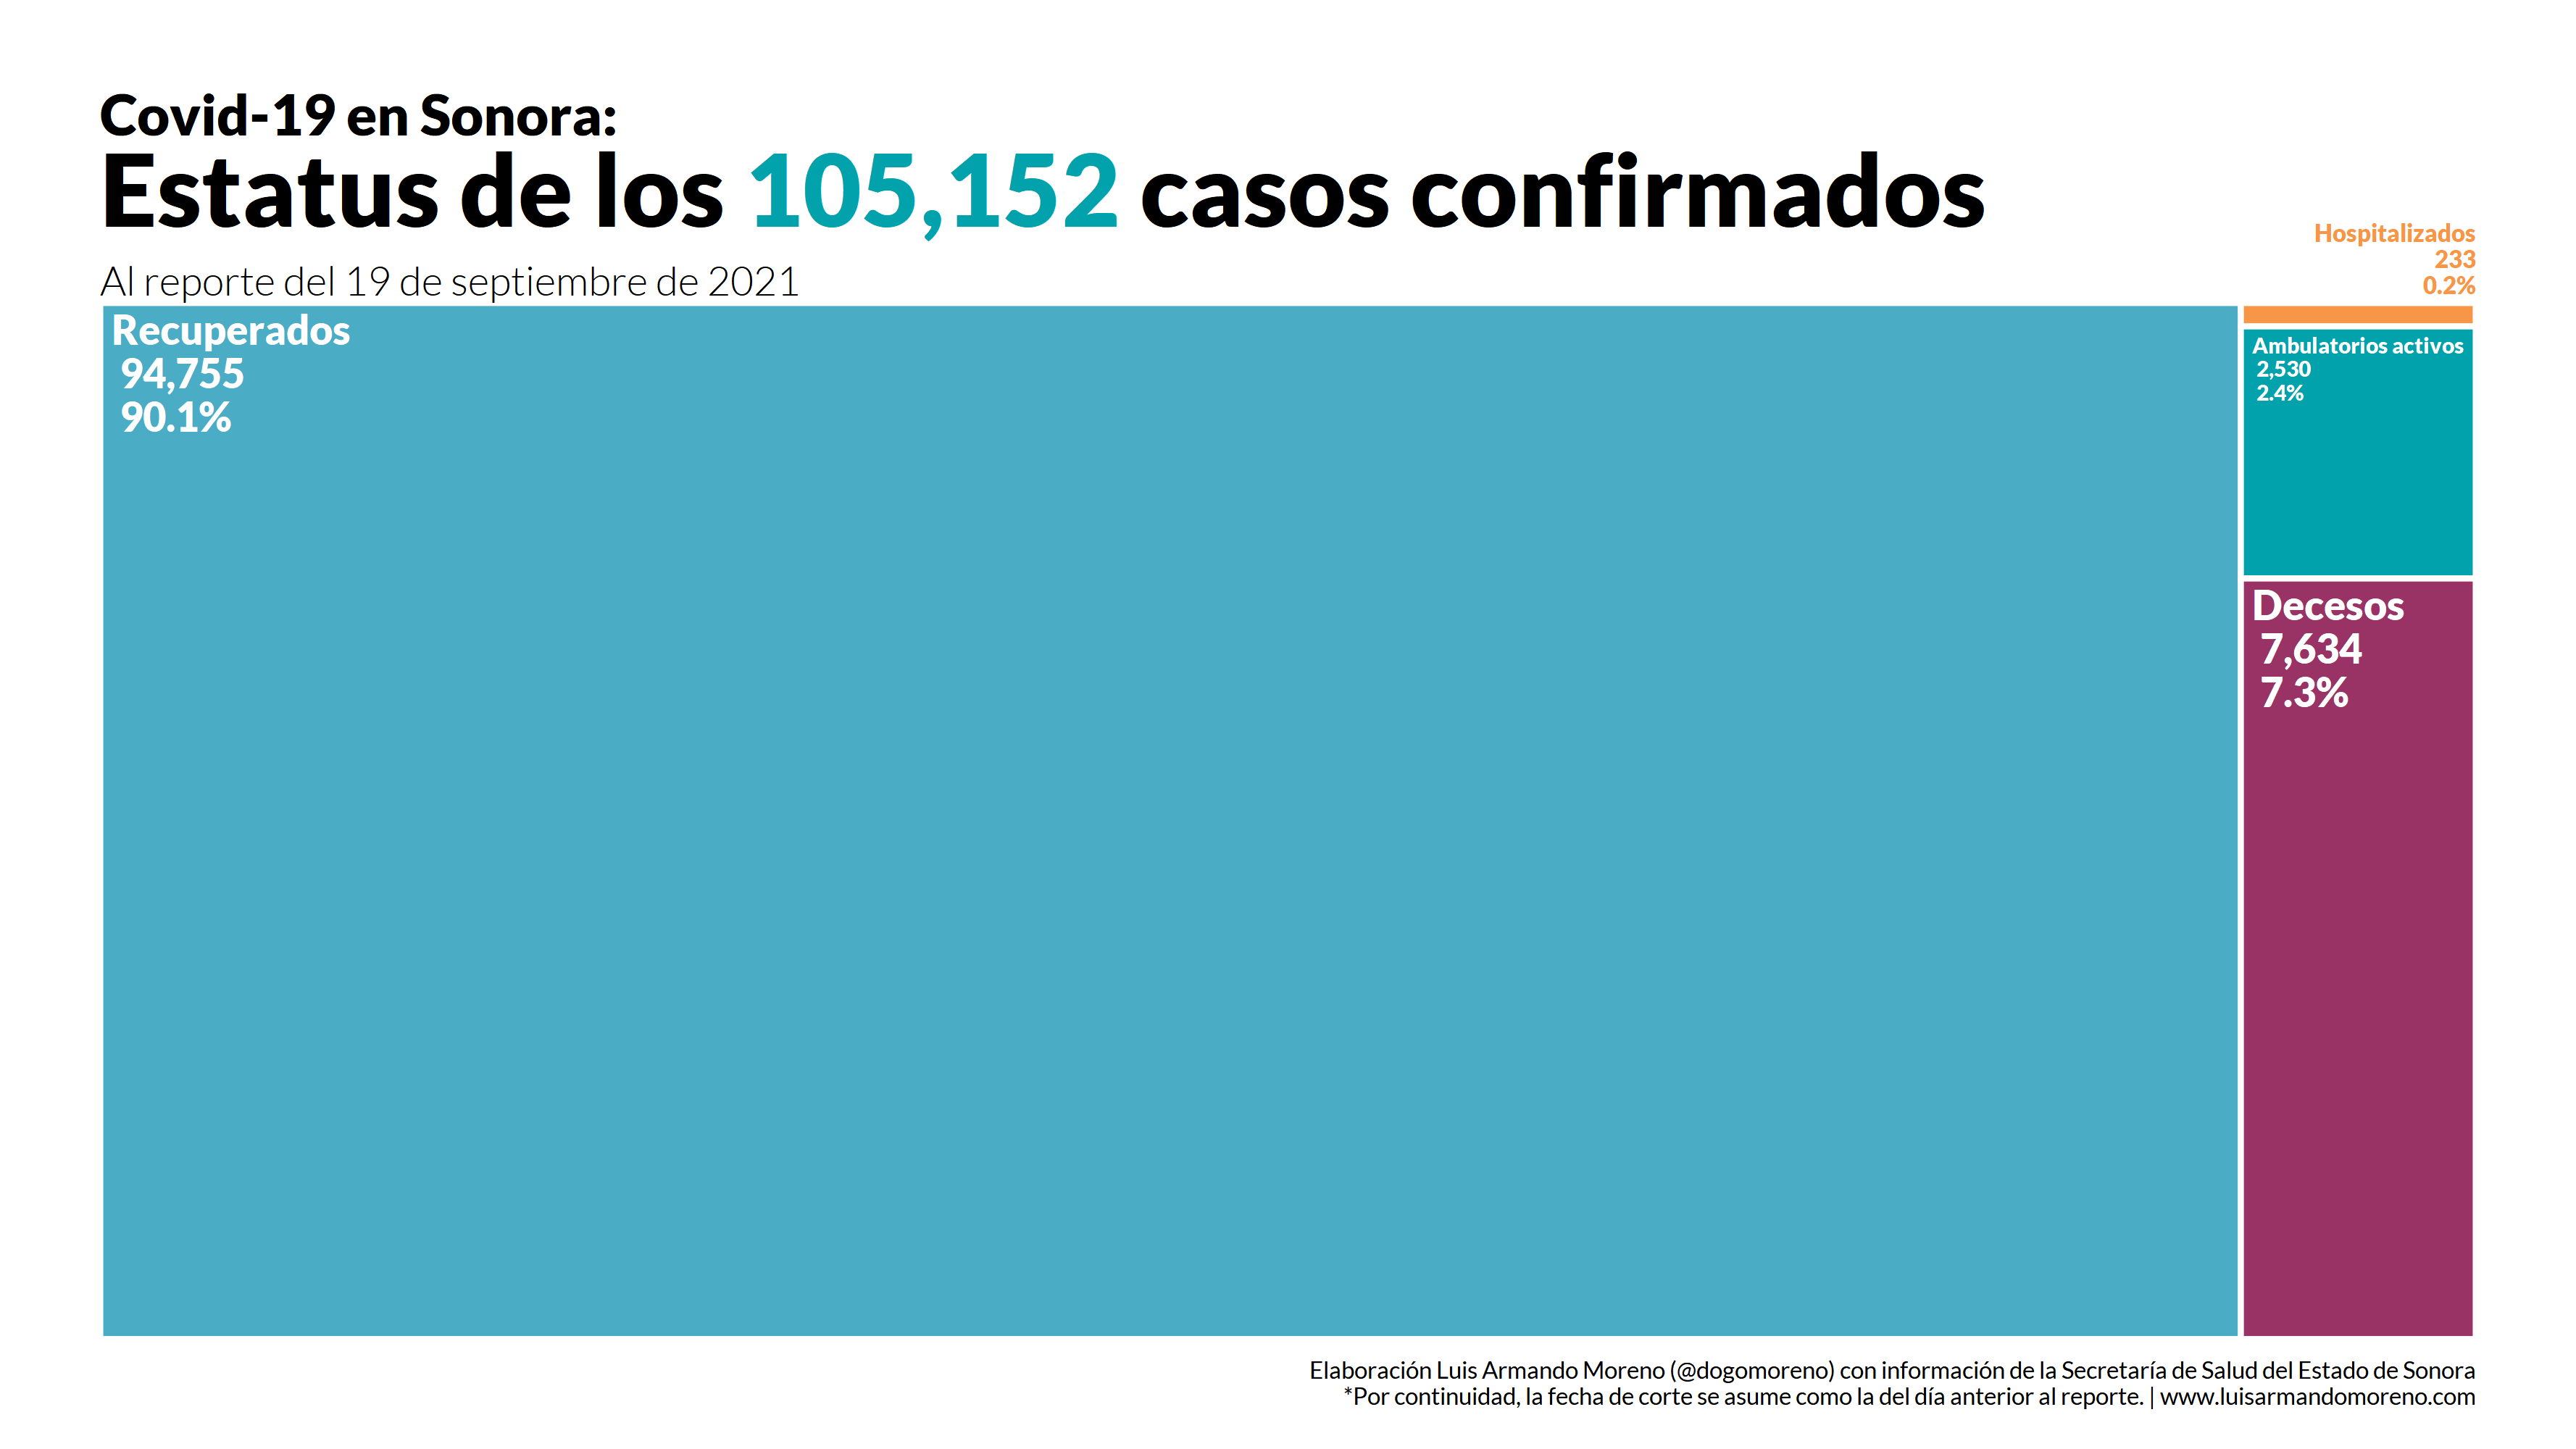 Covid-19 en Sonora:
Estatus de los 105,152 casos confirmados
Al reporte del 19 de septiembre de 2021
Hospitalizados
233
0.2%
Recuperados
94,755
90.1%
Ambulatorios activos
2,530
2.4%
Decesos
7,634
7.3%
Elaboración Luis Armando Moreno (@dogomoreno) con información de la Secretaría de Salud del Estado de Sonora
*Por continuidad, la fecha de corte se asume como la del día anterior al reporte. | www.luisarmandomoreno.com